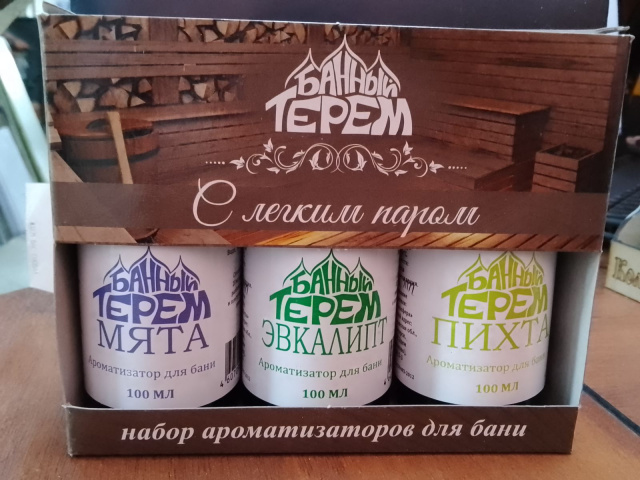 БАННЫЙ
ТЕРЕМ
С легким паром
БАННЫЙ
ТЕРЕМ
МЯТА
Ароматизатор для бани
100 МЛ
БАННЫЙ
ТЕРЕМ
ЭВКАЛИПТ
Ароматизатор для бани
100 МЛ
БАННЫЙ
ТЕРЕМ
ПИХТА
Ароматизатор для бани
100 МЛ
набор ароматизаторов для бани